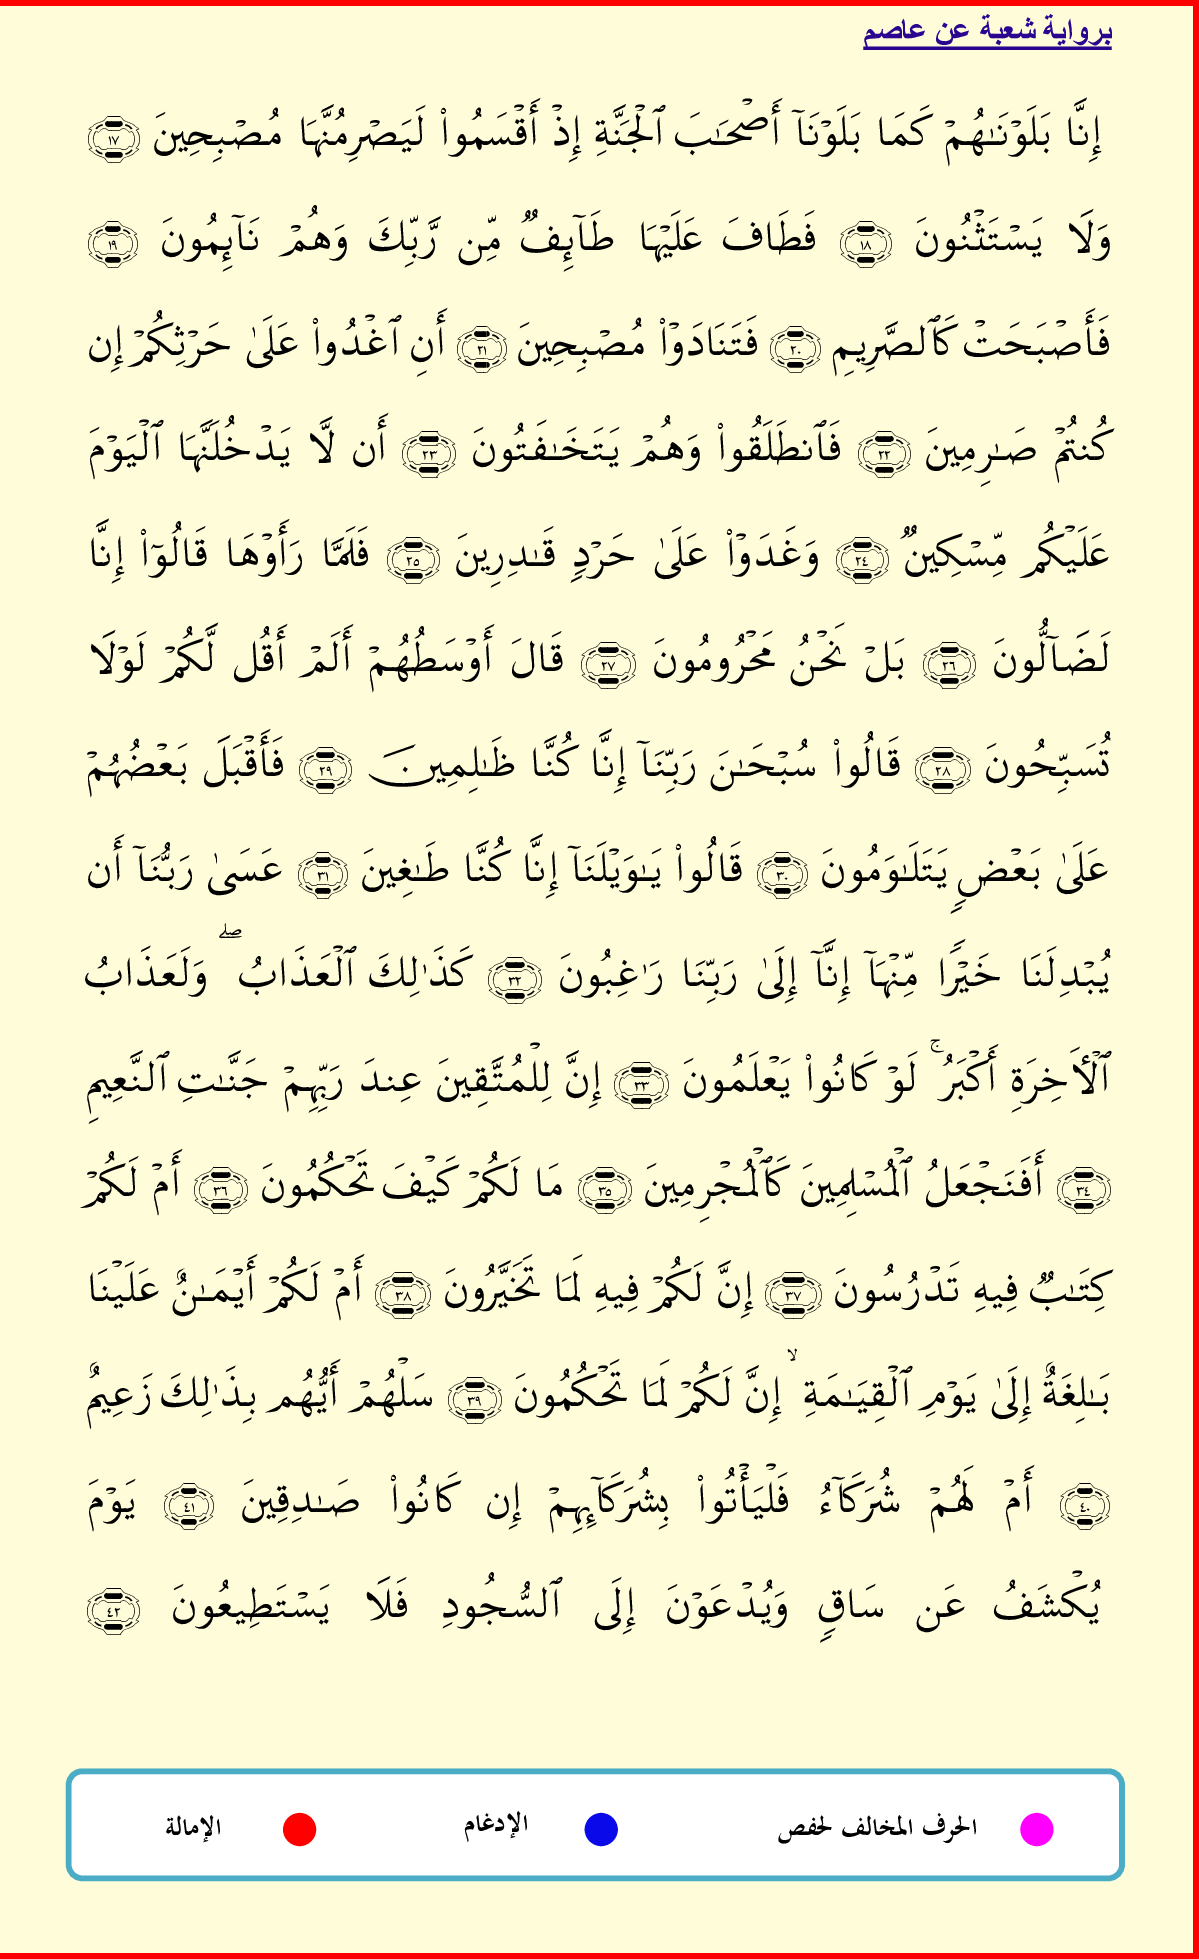 برواية شعبة عن عاصم
إِنَّا بَلَوۡنَـٰهُمۡ كَمَا بَلَوۡنَآ أَصۡحَـٰبَ ٱلۡجَنَّةِ إِذۡ أَقۡسَمُوا۟ لَيَصۡرِمُنَّهَا مُصۡبِحِينَ ١٧
وَلَا يَسۡتَثۡنُونَ ١٨ فَطَافَ عَلَيۡهَا طَآئِفٌ مِّن رَّبِّكَ وَهُمۡ نَآئِمُونَ ١٩
فَأَصۡبَحَتۡ كَٱلصَّرِيمِ ٢٠ فَتَنَادَوۡا۟ مُصۡبِحِينَ ٢١ أَنِ ٱغۡدُوا۟ عَلَىٰ حَرۡثِكُمۡ إِن
كُنتُمۡ صَـٰرِمِينَ ٢٢ فَٱنطَلَقُوا۟ وَهُمۡ يَتَخَـٰفَتُونَ ٢٣ أَن لَّا يَدۡخُلَنَّهَا ٱلۡيَوۡمَ
عَلَيۡكُم مِّسۡكِينٌ ٢٤ وَغَدَوۡا۟ عَلَىٰ حَرۡدٍ قَـٰدِرِينَ ٢٥ فَلَمَّا رَأَوۡهَا قَالُوٓا۟ إِنَّا
لَضَآلُّونَ ٢٦ بَلۡ نَحۡنُ مَحۡرُومُونَ ٢٧ قَالَ أَوۡسَطُهُمۡ أَلَمۡ أَقُل لَّكُمۡ لَوۡلَا
تُسَبِّحُونَ ٢٨ قَالُوا۟ سُبۡحَـٰنَ رَبِّنَآ إِنَّا كُنَّا ظَـٰلِمِينَ ٢٩ فَأَقۡبَلَ بَعۡضُهُمۡ
عَلَىٰ بَعۡضٍ يَتَلَـٰوَمُونَ ٣٠ قَالُوا۟ يَـٰوَيۡلَنَآ إِنَّا كُنَّا طَـٰغِينَ ٣١ عَسَىٰ رَبُّنَآ أَن
يُبۡدِلَنَا خَيۡرًا مِّنۡهَآ إِنَّآ إِلَىٰ رَبِّنَا رَٰغِبُونَ ٣٢ كَذَٰلِكَ ٱلۡعَذَابُ ۖ وَلَعَذَابُ
ٱلۡأَخِرَةِ أَكۡبَرُ ۚ لَوۡ كَانُوا۟ يَعۡلَمُونَ ٣٣ إِنَّ لِلۡمُتَّقِينَ عِندَ رَبِّهِمۡ جَنَّـٰتِ ٱلنَّعِيمِ
٣٤ أَفَنَجۡعَلُ ٱلۡمُسۡلِمِينَ كَٱلۡمُجۡرِمِينَ ٣٥ مَا لَكُمۡ كَيۡفَ تَحۡكُمُونَ ٣٦ أَمۡ لَكُمۡ
كِتَـٰبٌ فِيهِ تَدۡرُسُونَ ٣٧ إِنَّ لَكُمۡ فِيهِ لَمَا تَخَيَّرُونَ ٣٨ أَمۡ لَكُمۡ أَيۡمَـٰنٌ عَلَيۡنَا
بَـٰلِغَةٌ إِلَىٰ يَوۡمِ ٱلۡقِيَـٰمَةِ ۙ إِنَّ لَكُمۡ لَمَا تَحۡكُمُونَ ٣٩ سَلۡهُمۡ أَيُّهُم بِذَٰلِكَ زَعِيمٌ
٤٠ أَمۡ لَهُمۡ شُرَكَآءُ فَلۡيَأۡتُوا۟ بِشُرَكَآئِهِمۡ إِن كَانُوا۟ صَـٰدِقِينَ ٤١ يَوۡمَ
يُكۡشَفُ عَن سَاقٍ وَيُدۡعَوۡنَ إِلَى ٱلسُّجُودِ فَلَا يَسۡتَطِيعُونَ ٤٢
الحرف المخالف لحفص الإدغام الإمالة